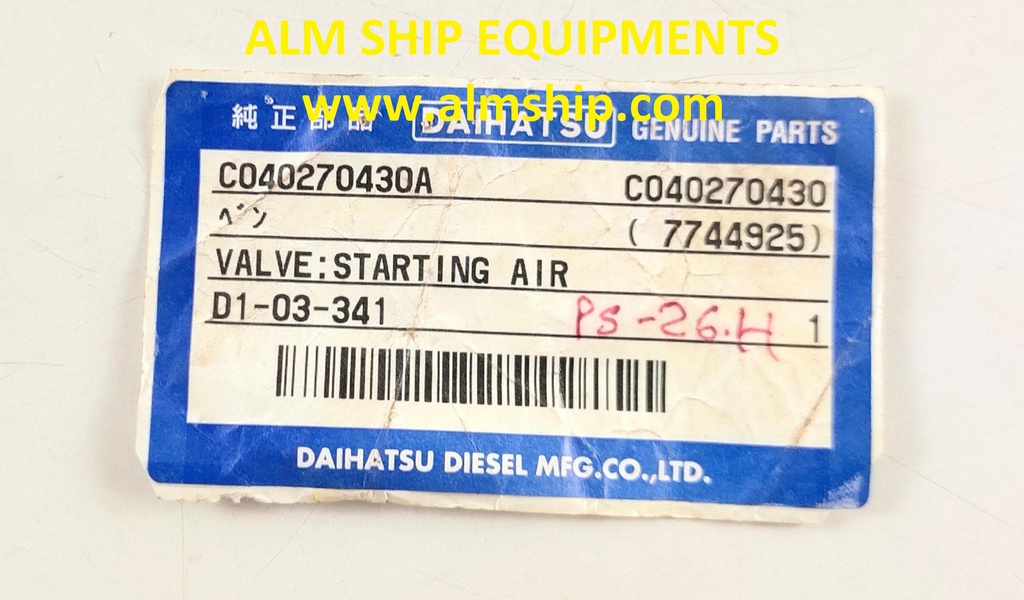 ALM SHIP EQUIPMENTS
www.almship.com
純正部品 DAIHATSU GENUINE PARTS
C040270430A C040270430
ベン (7744925)
VALVE:STARTING AIR
D1-03-341 PS-26.H 1
DAIHATSU DIESEL MFG.CO.,LTD.